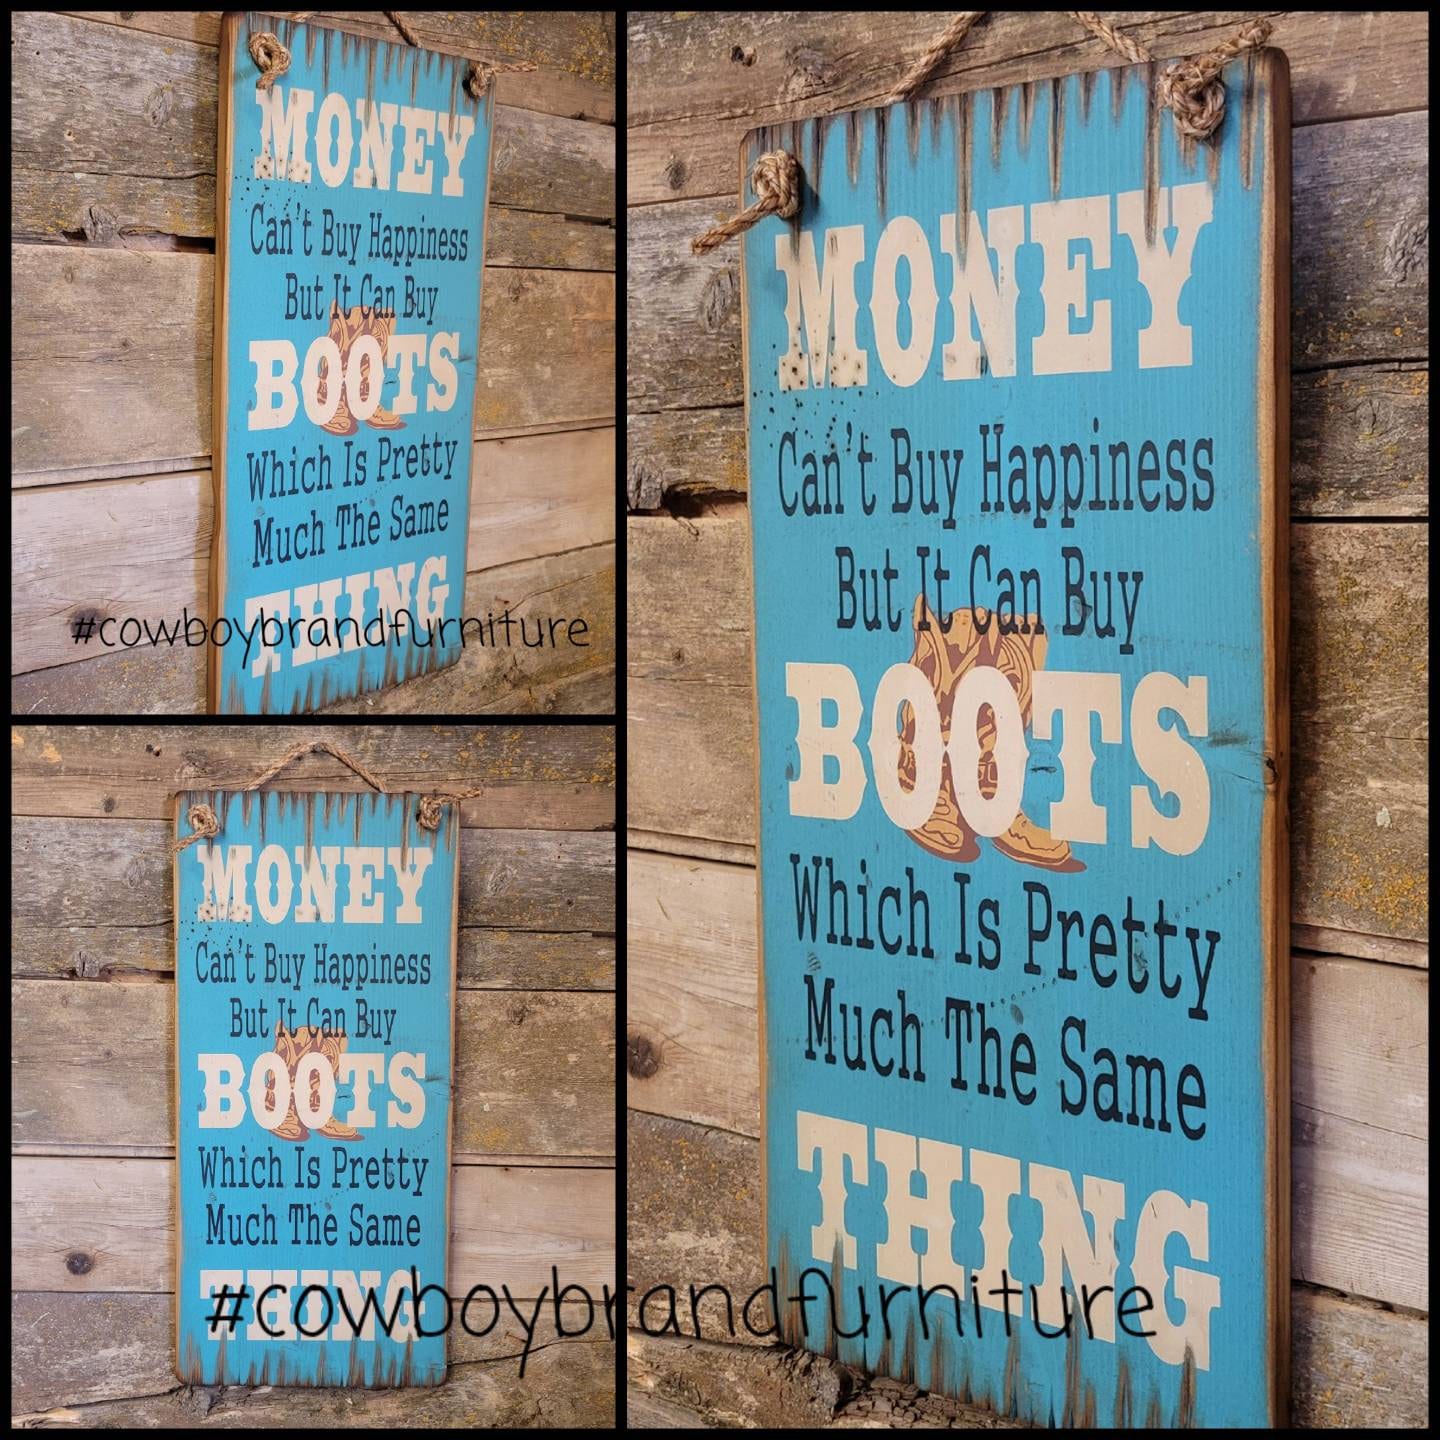 MONEY
Can't Buy Happiness
But It Can Buy
BOOTS
Which Is Pretty
Much The Same
THING
#cowboybrandfurniture
MONEY
Can't Buy Happiness
But It Can Buy
BOOTS
Which Is Pretty
Much The Same
THING
MONEY
Can't Buy Happiness
But It Can Buy
BOOTS
Which Is Pretty
Much The Same
THING
#cowboybrandfurniture